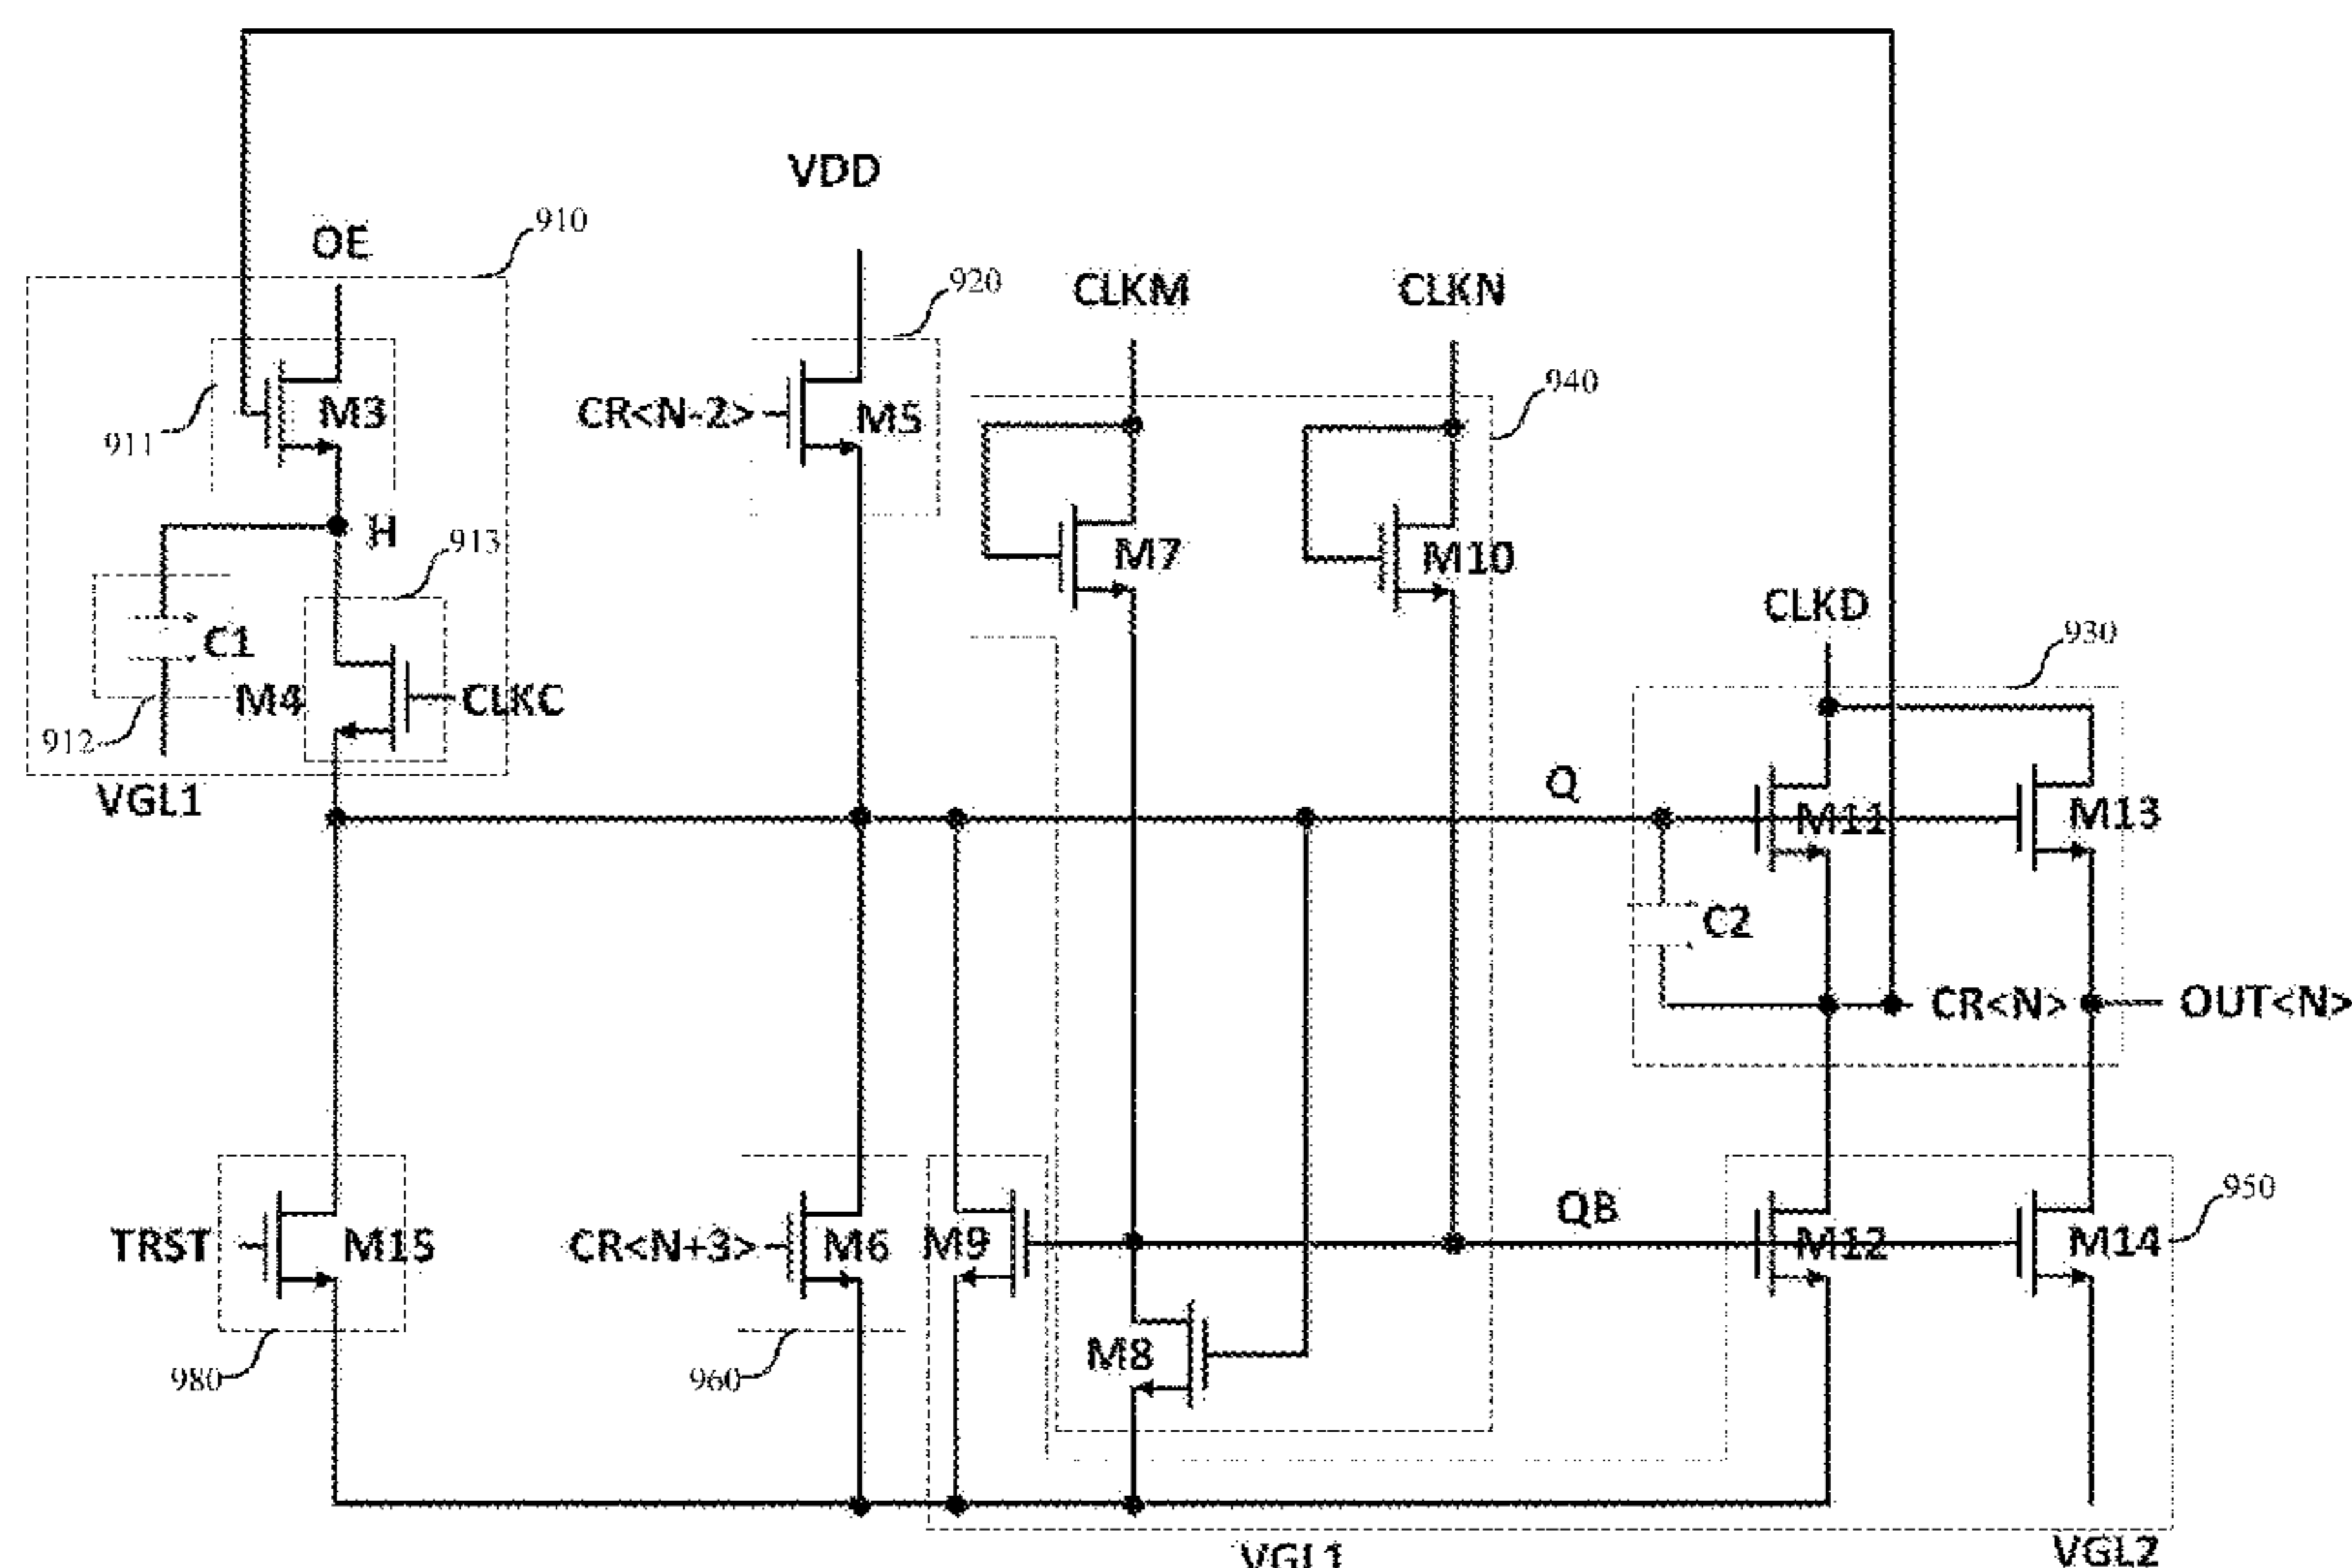 VDD
OE
910
920
CLKM
CLKN
940
M3
911
CR<N-2>
M5
H
913
M7
M10
CLKD
930
C1
M4
CLKC
912
VGL1
Q
M11
M13
C2
CR<N>
OUT<N>
950
QB
TRST
M15
CR<N+3>
M6
M9
M12
M14
M8
980
960
VGL1
VGL2